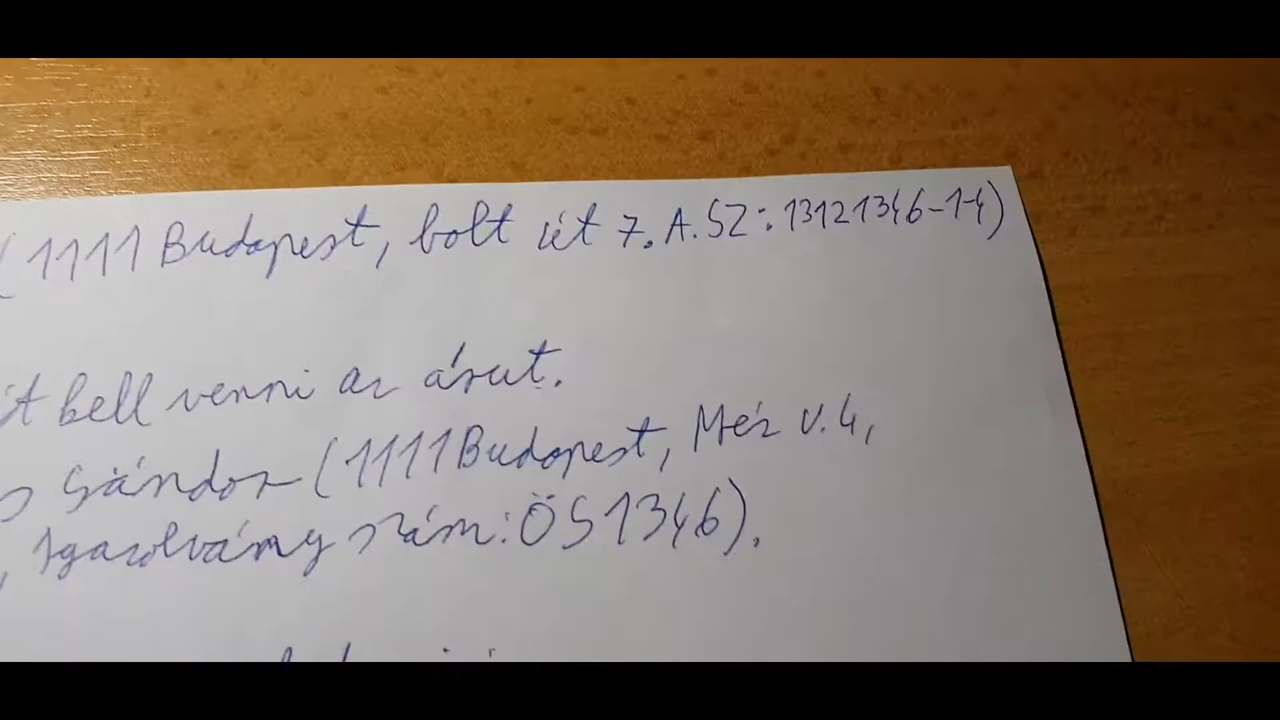 (1111 Budapest, bolt út 7. A.SZ: 13121346-1-4)
it kell venni az árut.
s Sándor (1111 Budapest, Méz u. 4,
, Igazolvány szám: ÖS1346).